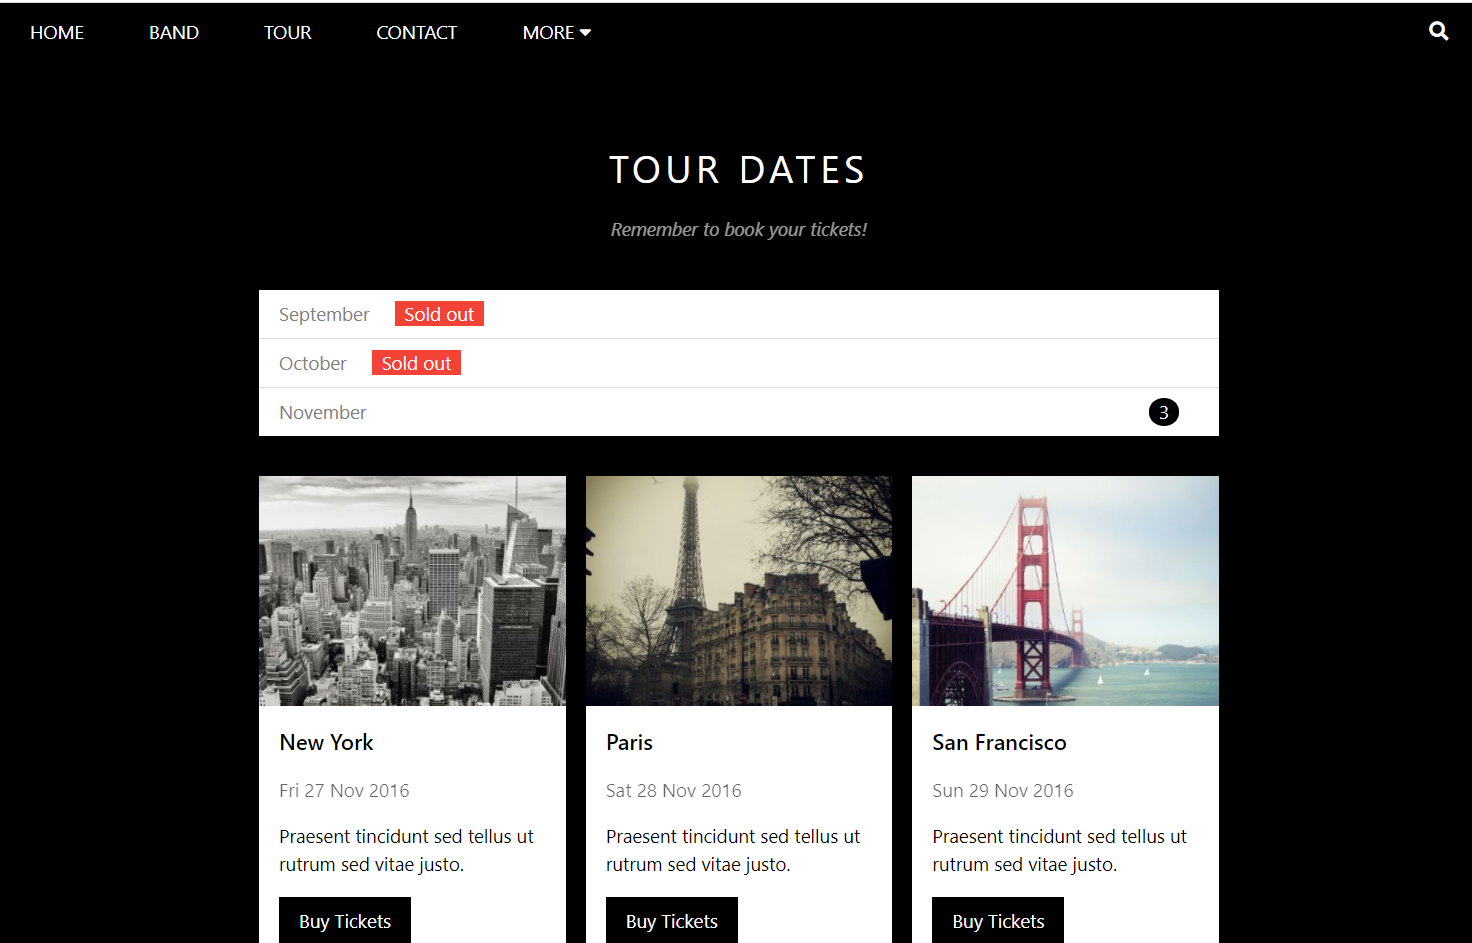 HOME BAND TOUR CONTACT MORE
TOUR DATES
Remember to book your tickets!
September Sold out
October Sold out
November 3
New York
Fri 27 Nov 2016
Praesent tincidunt sed tellus ut
rutrum sed vitae justo.
Buy Tickets
Paris
Sat 28 Nov 2016
Praesent tincidunt sed tellus ut
rutrum sed vitae justo.
Buy Tickets
San Francisco
Sun 29 Nov 2016
Praesent tincidunt sed tellus ut
rutrum sed vitae justo.
Buy Tickets